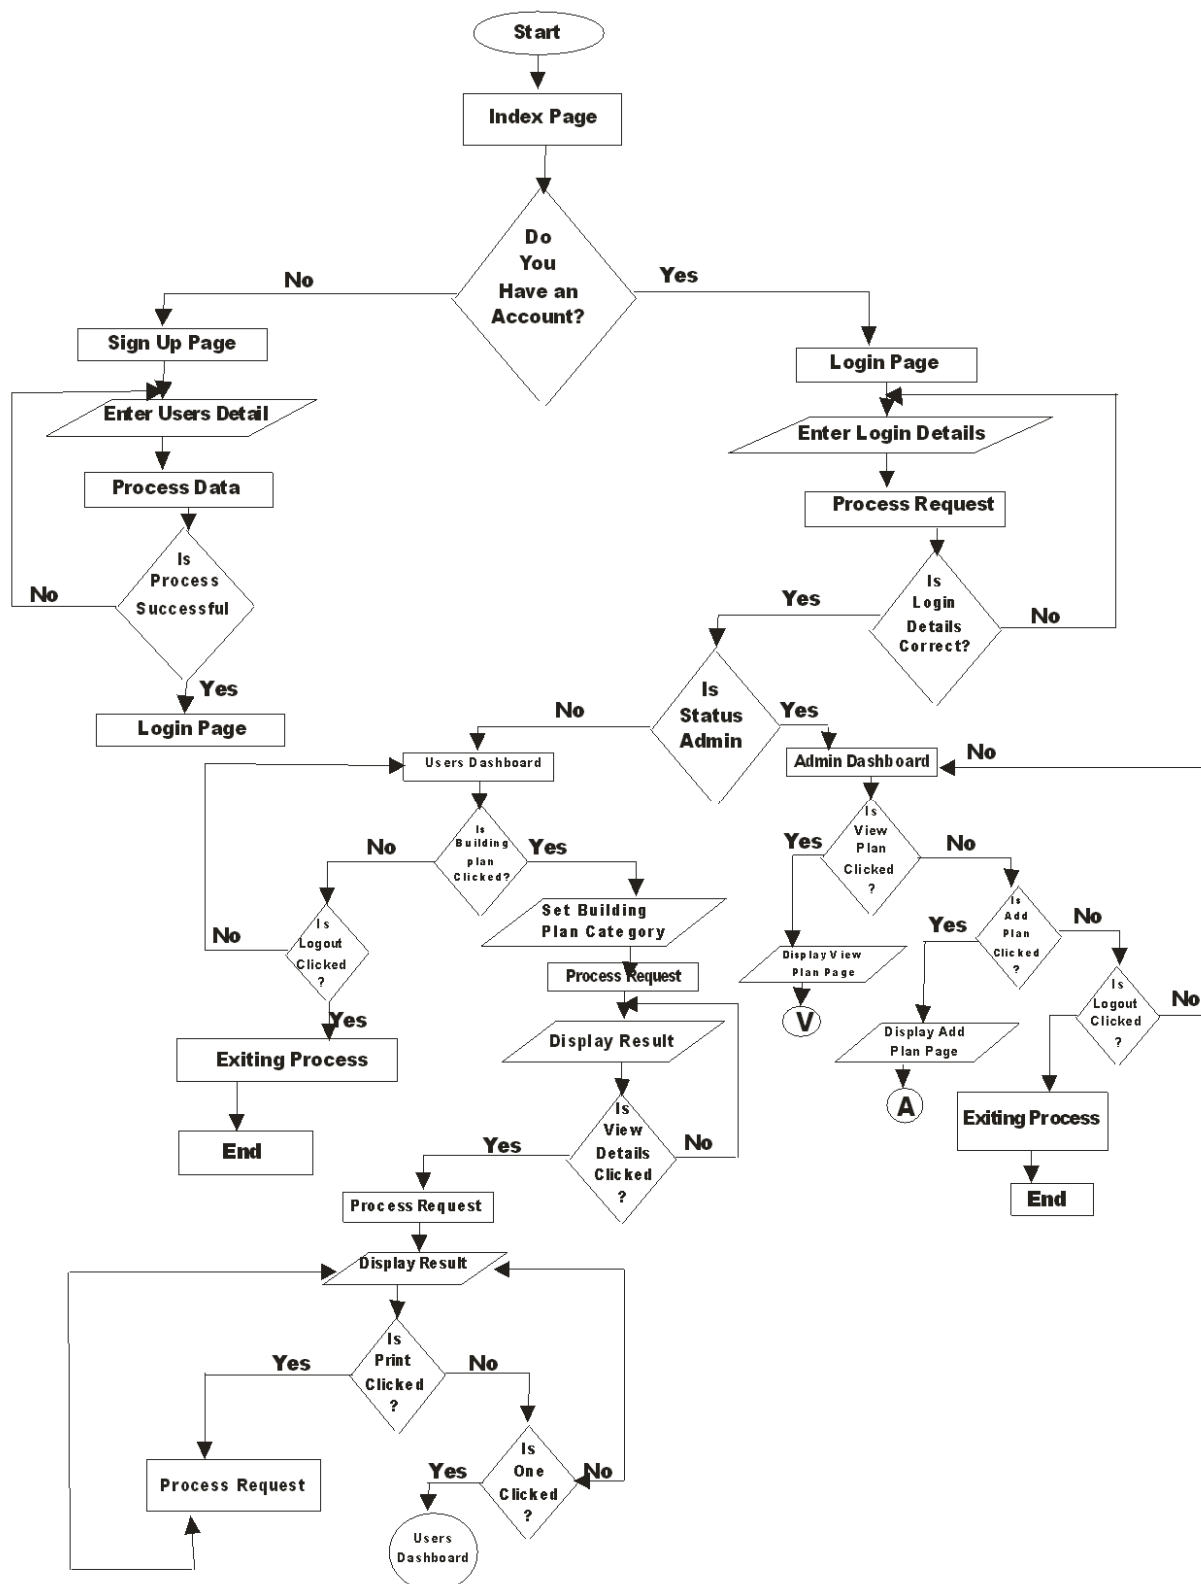 Start
Index Page
Do
You
Have an
Account?
No
Yes
Sign Up Page
Login Page
Enter Users Detail
Enter Login Details
Process Data
Process Request
Is
Process
Successful
No
Yes
Login Page
Is
Login
Details
Correct?
Yes
No
Is
Status
Admin
No
Yes
Users Dashboard
Admin Dashboard
No
Is
Building
plan
Clicked?
No
Yes
Is
View
Plan
Clicked
?
Yes
No
Is
Logout
Clicked
?
No
Yes
Set Building
Plan Category
Process Request
Display Result
Is
Add
Plan
Clicked
?
Yes
No
Display View
Plan Page
V
Display Add
Plan Page
A
Is
Logout
Clicked
?
No
Exiting Process
End
Exiting Process
End
Is
View
Details
Clicked
?
Yes
No
Process Request
Display Result
Is
Print
Clicked
?
Yes
No
Process Request
Is
One
Clicked
?
Yes
No
Users
Dashboard